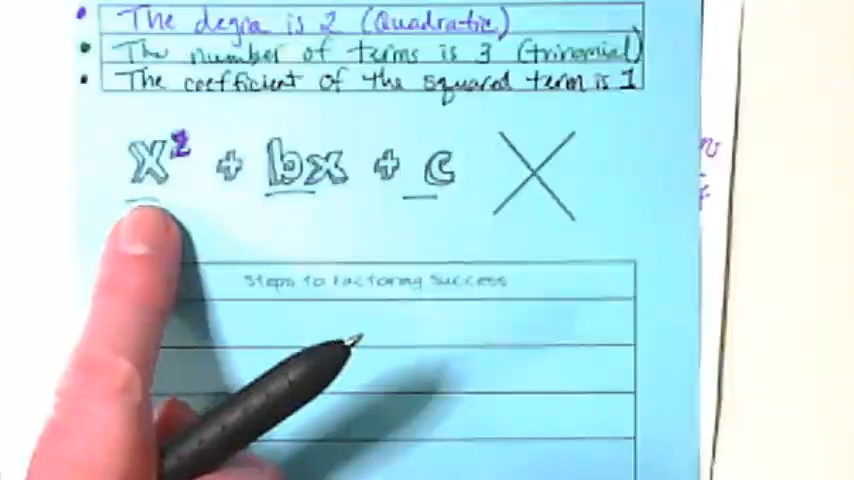 • The degree is 2 (Quadratic)
• The number of terms is 3 (trinomial)
• The coefficient of the squared term is 1
x² + bx + c
Steps to Factoring Success